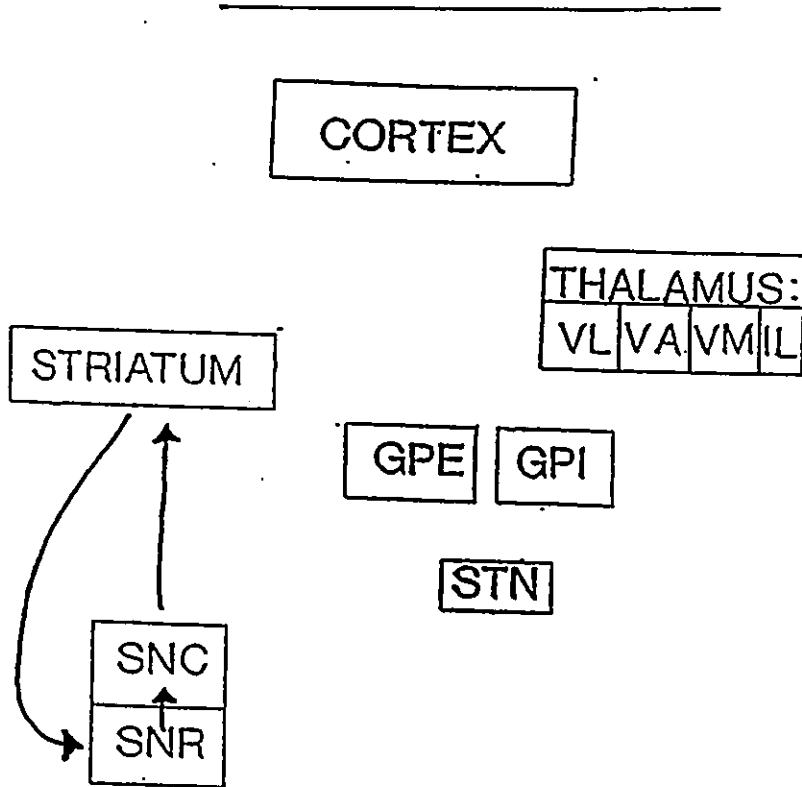 CORTEX
THALAMUS:
VL VA VM IL
STRIATUM
GPE GPI
STN
SNC
SNR